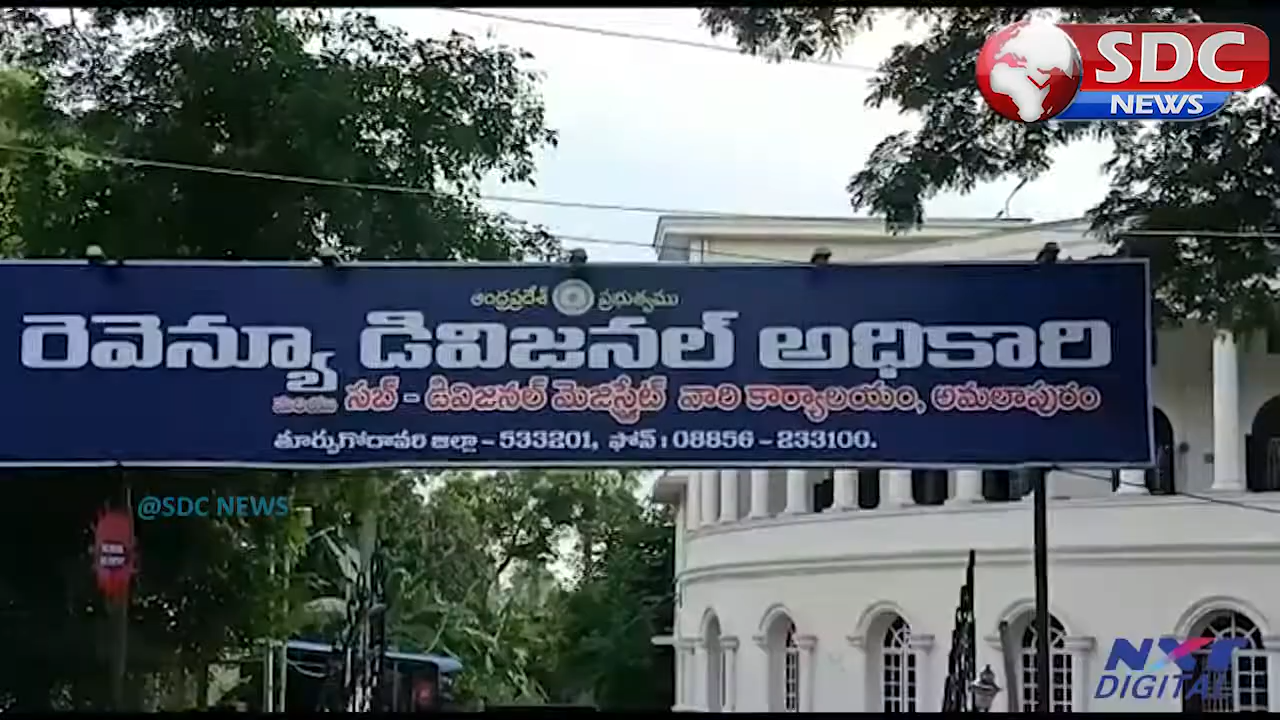 SDC
NEWS
ఆంధ్రప్రదేశ్ ప్రభుత్వము
రెవెన్యూ డివిజనల్ అధికారి
మరియు సబ్ - డివిజనల్ మెజిస్ట్రేట్ వారి కార్యాలయం, అమలాపురం
తూర్పుగోదావరి జిల్లా - 533201, ఫోన్ : 08856 - 233100.
@SDC NEWS
NXT
DIGITAL